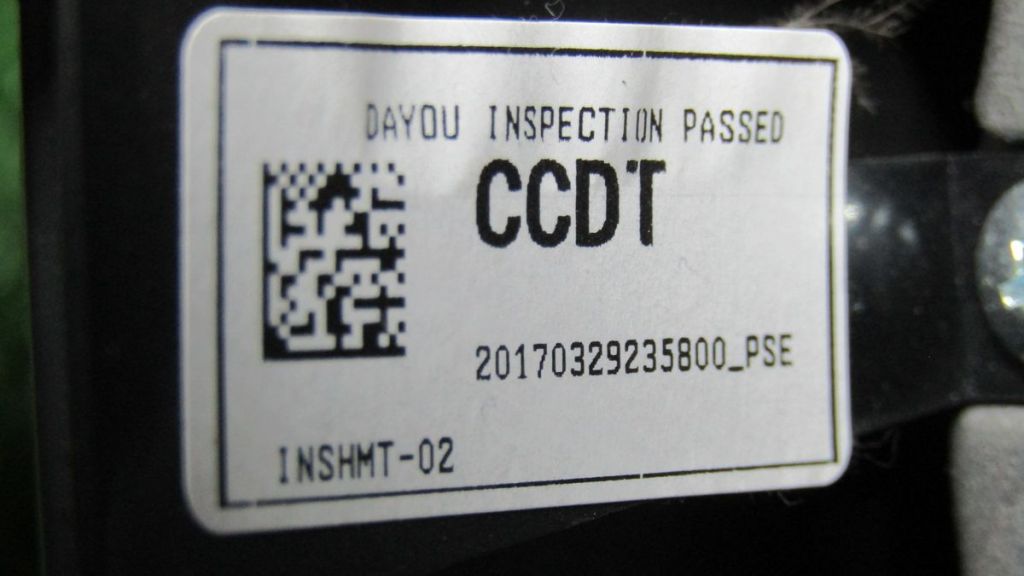 DAYOU INSPECTION PASSED
CCDT
20170329235800_PSE
INSHMT-02